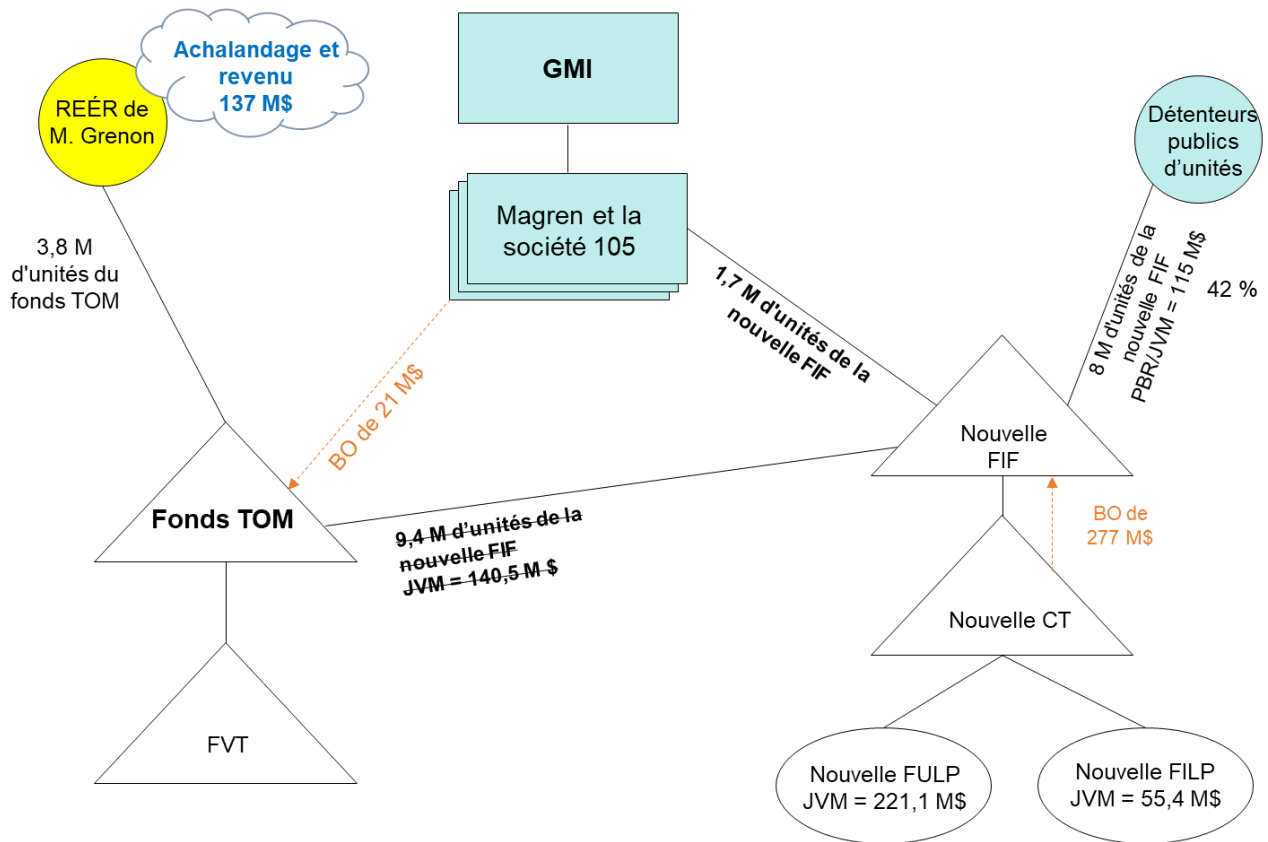 Achalandage et
revenu
137 M$
REÉR de
M. Grenon
GMI
Détenteurs
publics
d'unités
Magren et la
société 105
3,8 M
d'unités du
fonds TOM
1,7 M d'unités de la
nouvelle FIF
8 M d'unités de la
nouvelle FIF
PBR/JVM = 115 M$
42 %
BO de 21 M$
Nouvelle
FIF
Fonds TOM
9,4 M d’unités de la
nouvelle FIF
JVM = 140,5 M $
BO de
277 M$
Nouvelle CT
FVT
Nouvelle FULP
JVM = 221,1 M$
Nouvelle FILP
JVM = 55,4 M$